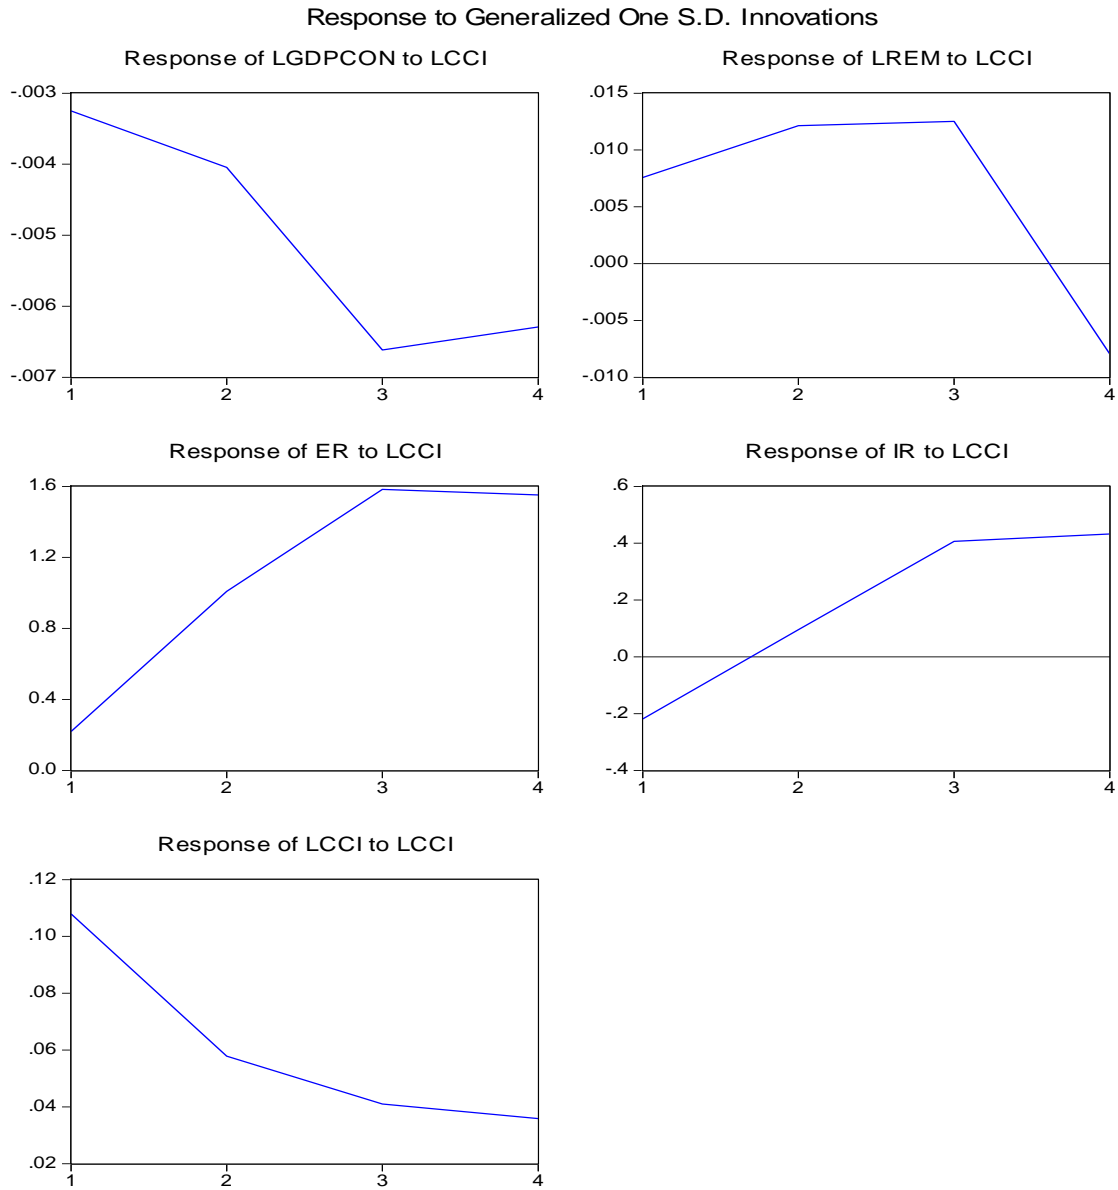 Response to Generalized One S.D. Innovations
Response of LGDPCON to LCCI
-.003
-.004
-.005
-.006
-.007
1 2 3 4
Response of LREM to LCCI
.015
.010
.005
.000
-.005
-.010
1 2 3 4
Response of ER to LCCI
1.6
1.2
0.8
0.4
0.0
1 2 3 4
Response of IR to LCCI
.6
.4
.2
.0
-.2
-.4
1 2 3 4
Response of LCCI to LCCI
.12
.10
.08
.06
.04
.02
1 2 3 4